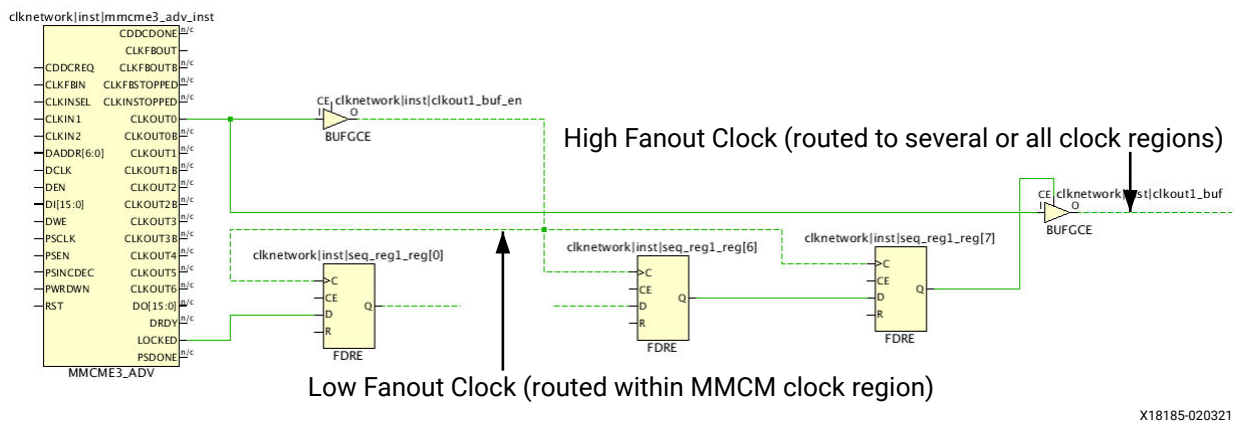 clknetwork|inst|mmcme3_adv_inst
CDDCDONE n/c
CLKFBOUT
CDDCREQ CLKFBOUTB n/c
CLKFBIN CLKFBSTOPPED n/c
CLKINSEL CLKINSTOPPED n/c
CLKIN1 CLKOUT0
CLKIN2 CLKOUT0B n/c
DADDR[6:0] CLKOUT1 n/c
DCLK CLKOUT1B n/c
DEN CLKOUT2 n/c
DI[15:0] CLKOUT2B n/c
DWE CLKOUT3 n/c
PSCLK CLKOUT3B n/c
PSEN CLKOUT4 n/c
PSINCDEC CLKOUT5 n/c
PWRDWN CLKOUT6 n/c
RST DO[15:0] n/c
DRDY n/c
LOCKED
PSDONE n/c
MMCME3_ADV
CE clknetwork|inst|clkout1_buf_en
I O
BUFGCE
High Fanout Clock (routed to several or all clock regions)
CE clknetwork|inst|clkout1_buf
I O
BUFGCE
clknetwork|inst|seq_reg1_reg[0]
C
CE
D Q
R
FDRE
clknetwork|inst|seq_reg1_reg[6]
C
CE
D Q
R
FDRE
clknetwork|inst|seq_reg1_reg[7]
C
CE
D Q
R
FDRE
Low Fanout Clock (routed within MMCM clock region)
X18185-020321